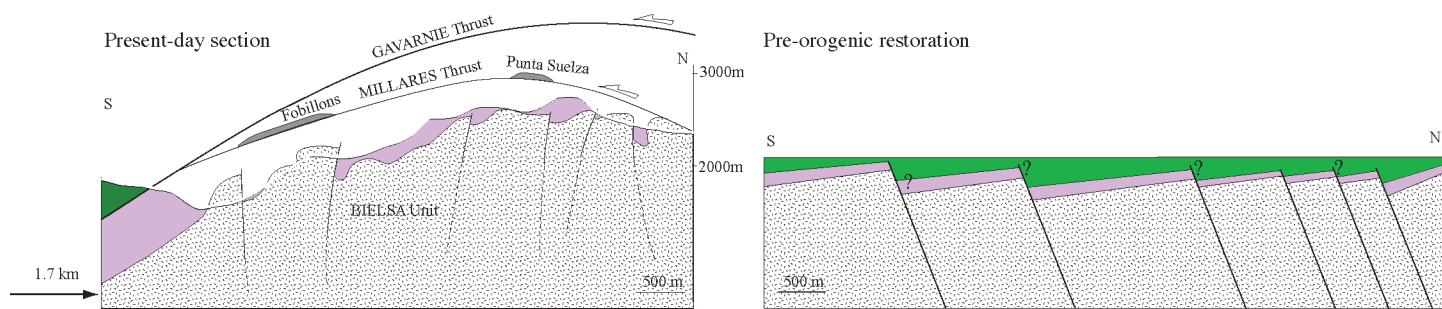 Present-day section
GAVARNIE Thrust
N
3000m
Punta Suelza
MILLARES Thrust
S
Fobillons
2000m
BIELSA Unit
1.7 km
500 m
Pre-orogenic restoration
S
N
?
?
?
?
500 m